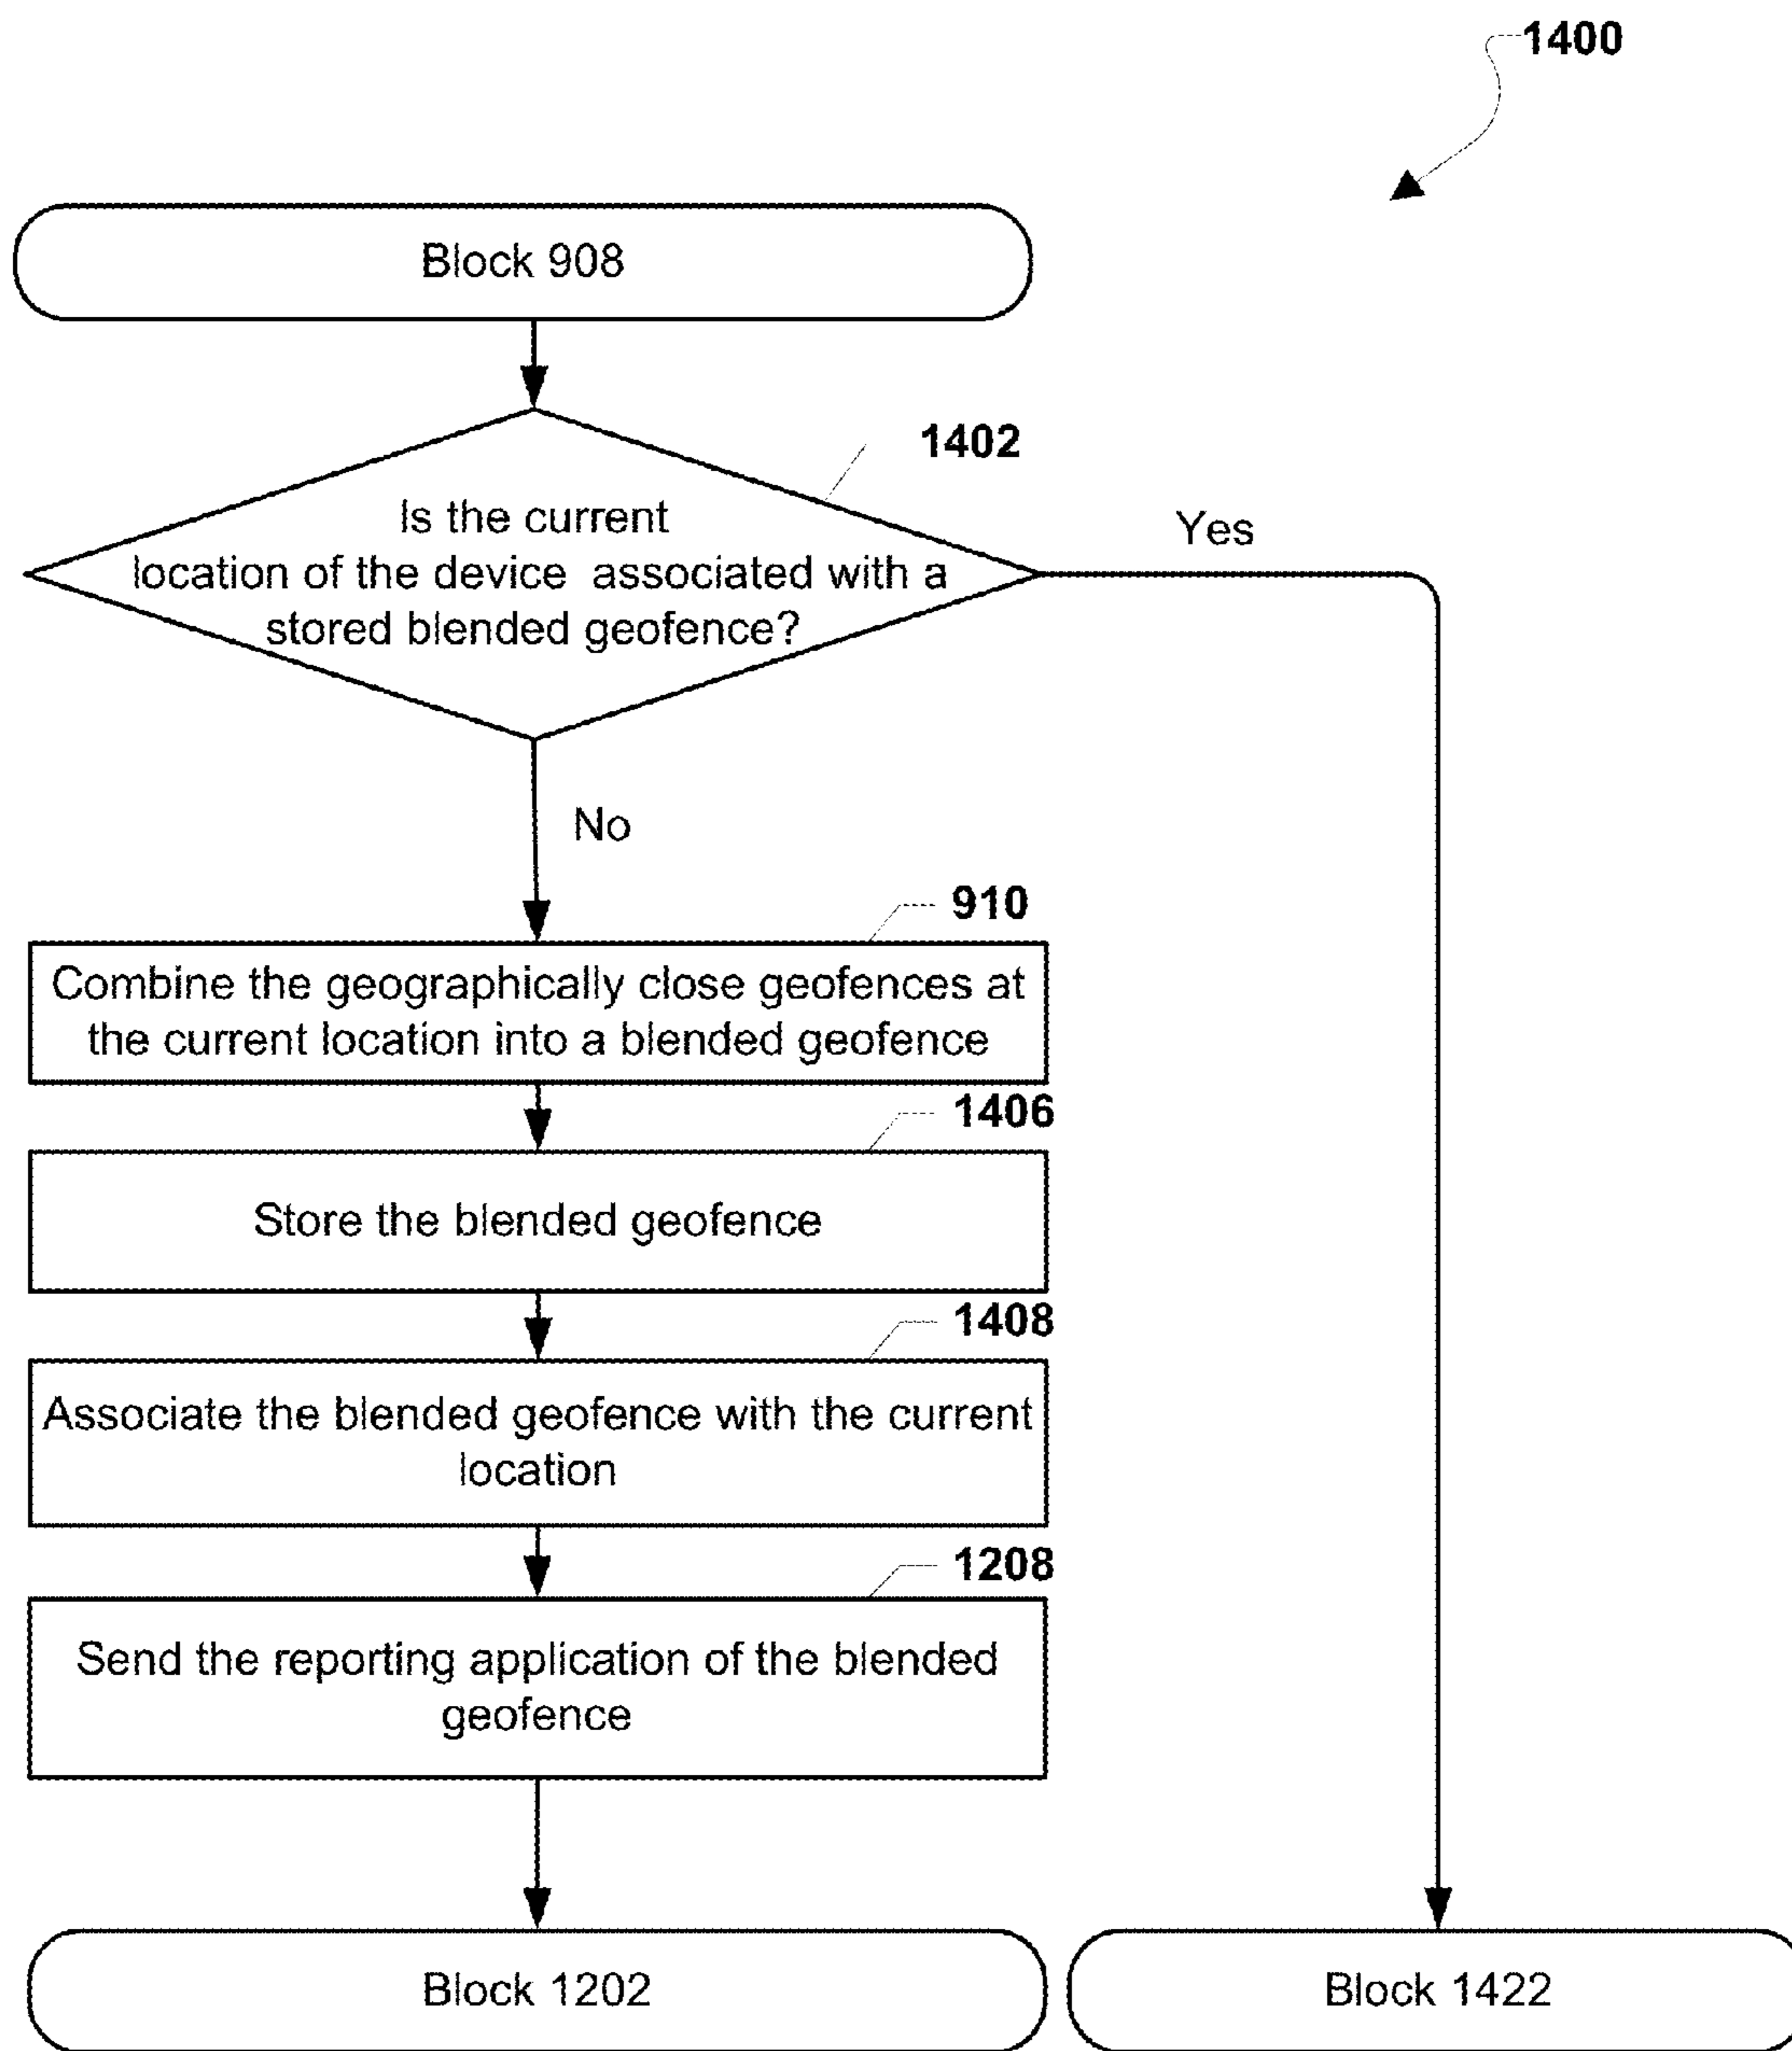 1400
Block 908
1402
Is the current
location of the device associated with a
stored blended geofence?
Yes
No
910
Combine the geographically close geofences at
the current location into a blended geofence
1406
Store the blended geofence
1408
Associate the blended geofence with the current
location
1208
Send the reporting application of the blended
geofence
Block 1202
Block 1422